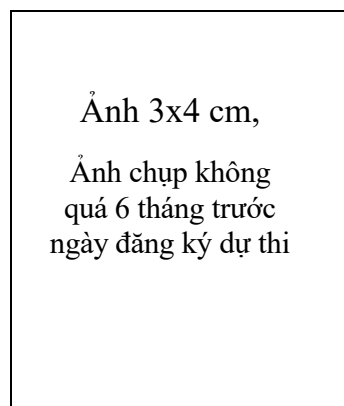 Ảnh 3x4 cm,
Ảnh chụp không
quá 6 tháng trước
ngày đăng ký dự thi